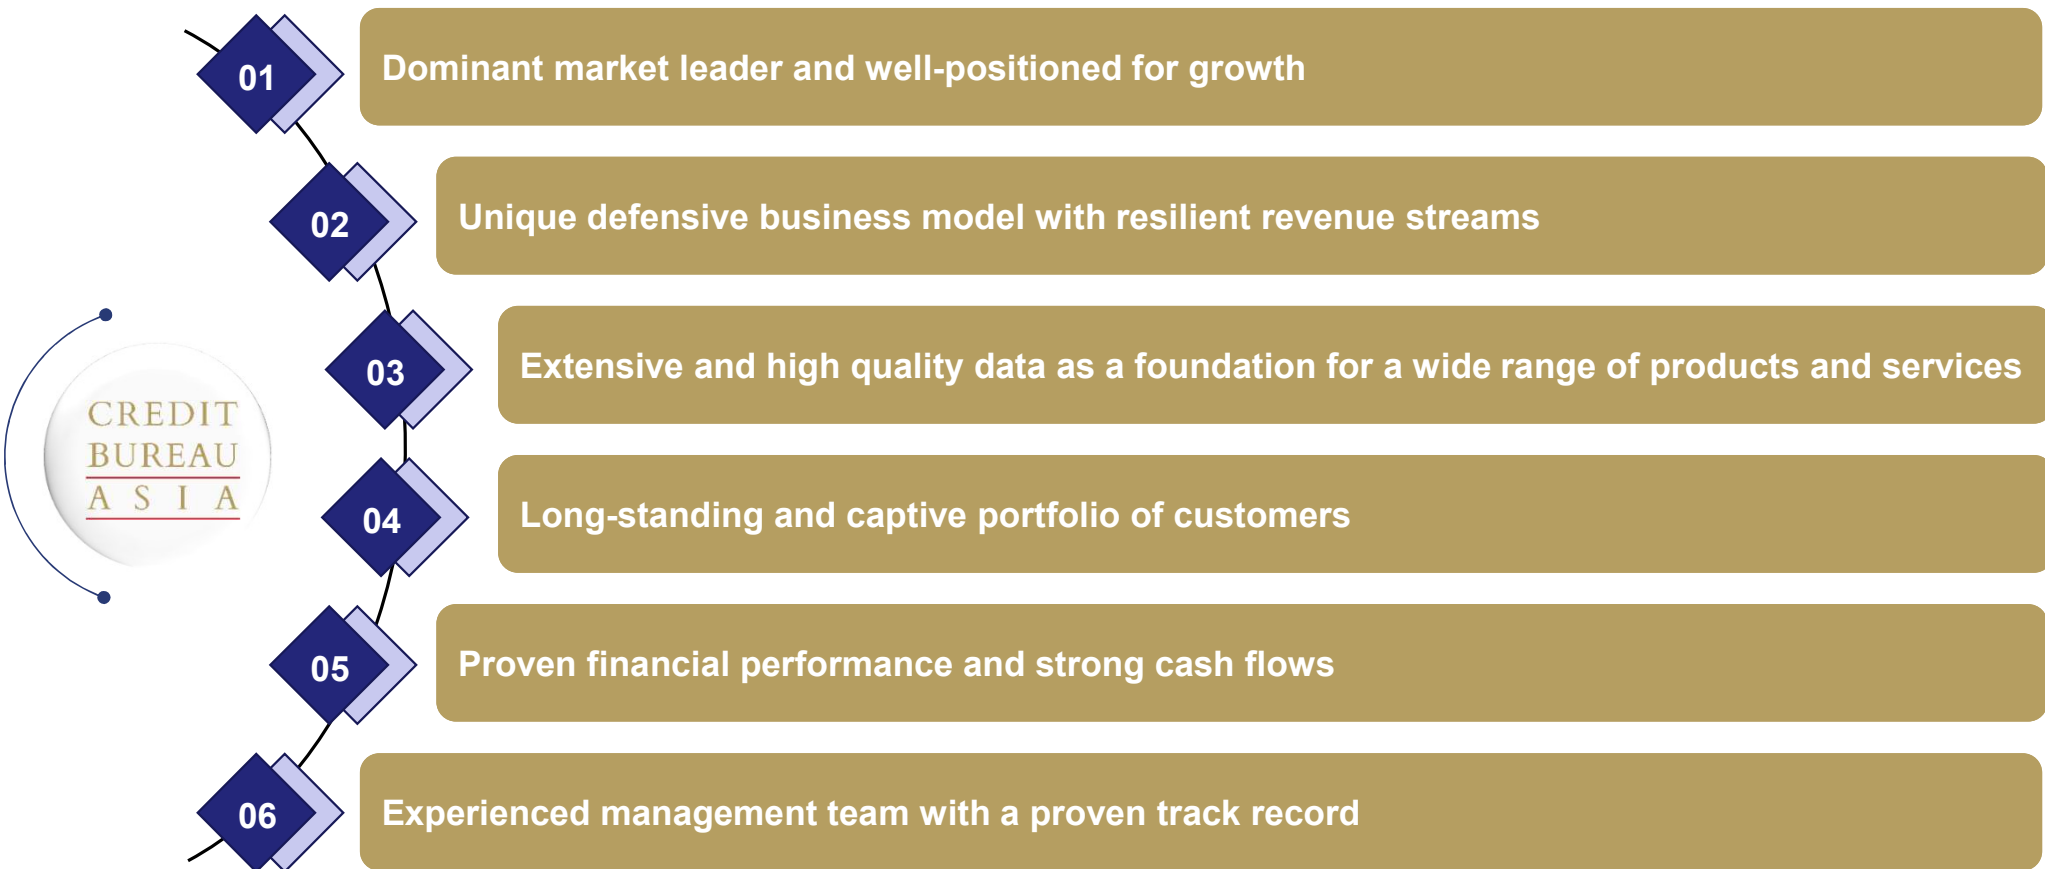 01
Dominant market leader and well-positioned for growth
02
Unique defensive business model with resilient revenue streams
03
Extensive and high quality data as a foundation for a wide range of products and services
CREDIT
BUREAU
ASIA
04
Long-standing and captive portfolio of customers
05
Proven financial performance and strong cash flows
06
Experienced management team with a proven track record